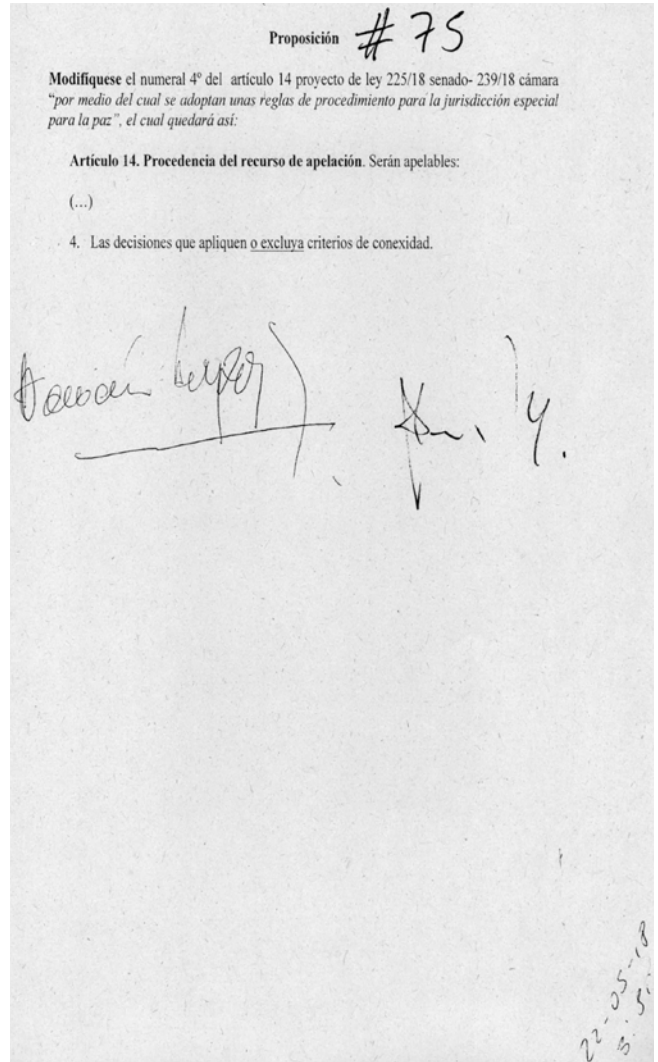 Proposición # 75
Modifíquese el numeral 4º del artículo 14 proyecto de ley 225/18 senado- 239/18 cámara
"por medio del cual se adoptan unas reglas de procedimiento para la jurisdicción especial
para la paz", el cual quedará así:
Artículo 14. Procedencia del recurso de apelación. Serán apelables:
(...)
4. Las decisiones que apliquen o excluya criterios de conexidad.
22-05-18